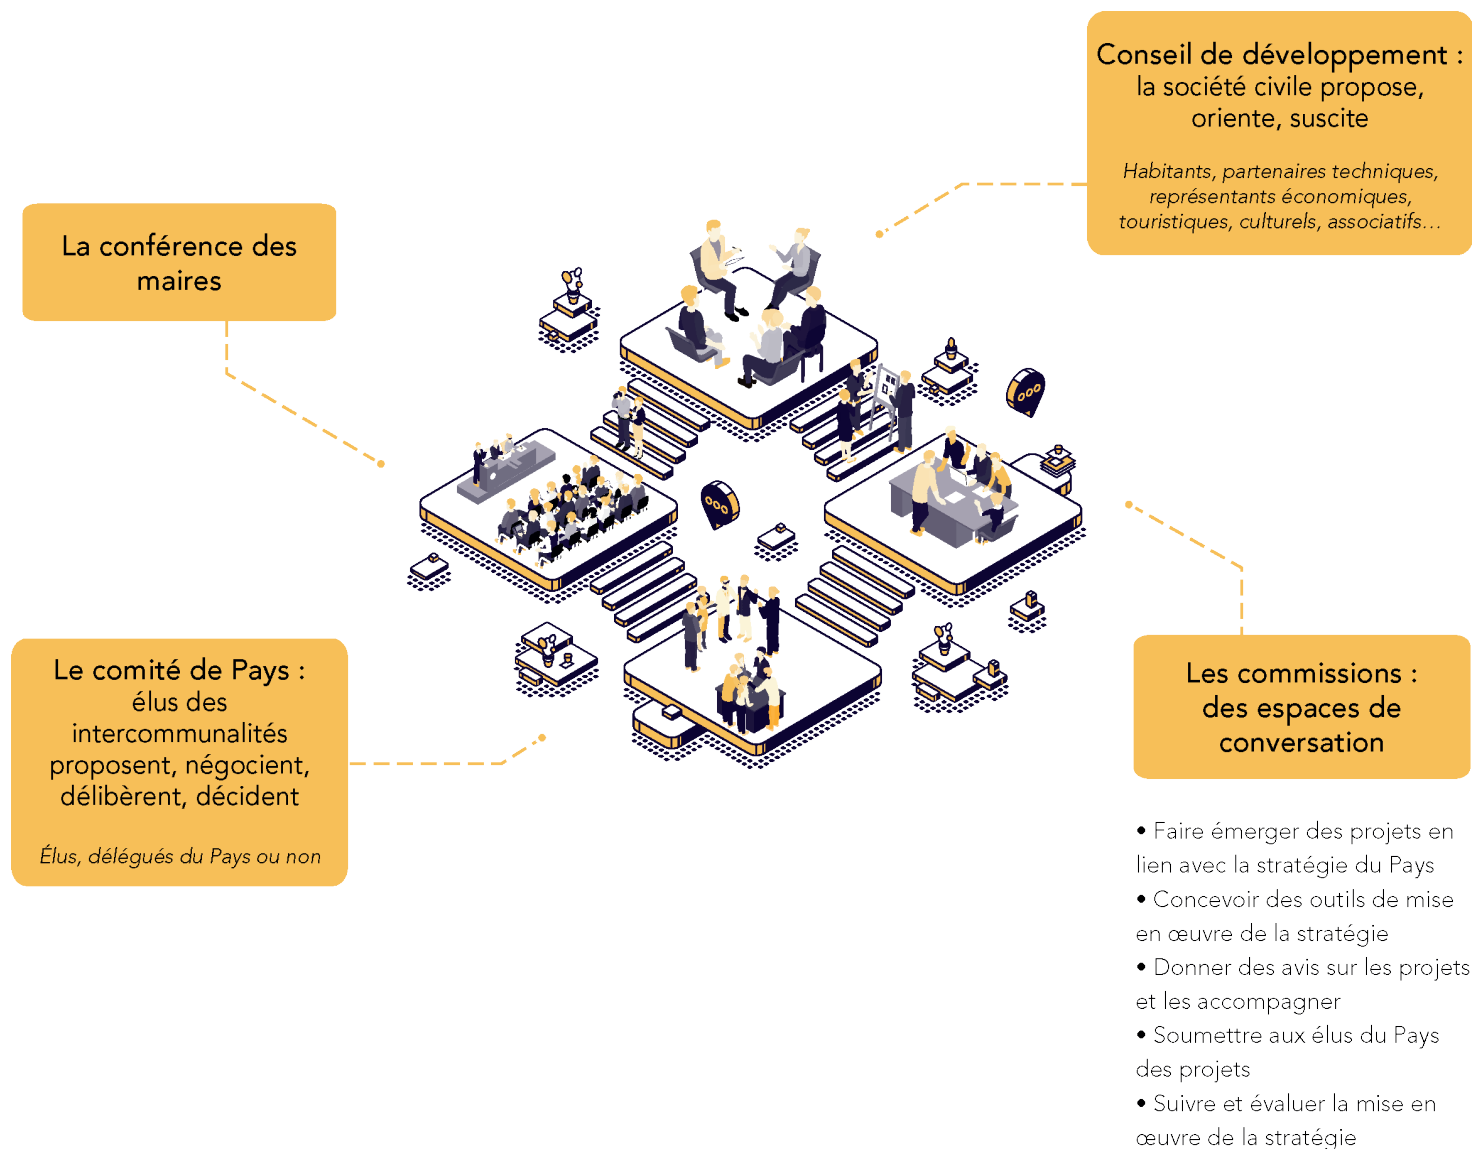 Conseil de développement :
la société civile propose,
oriente, suscite
Habitants, partenaires techniques,
représentants économiques,
touristiques, culturels, associatifs...
La conférence des
maires
Le comité de Pays :
élus des
intercommunalités
proposent, négocient,
délibèrent, décident
Élus, délégués du Pays ou non
Les commissions :
des espaces de
conversation
• Faire émerger des projets en
lien avec la stratégie du Pays
• Concevoir des outils de mise
en œuvre de la stratégie
• Donner des avis sur les projets
et les accompagner
• Soumettre aux élus du Pays
des projets
• Suivre et évaluer la mise en
œuvre de la stratégie